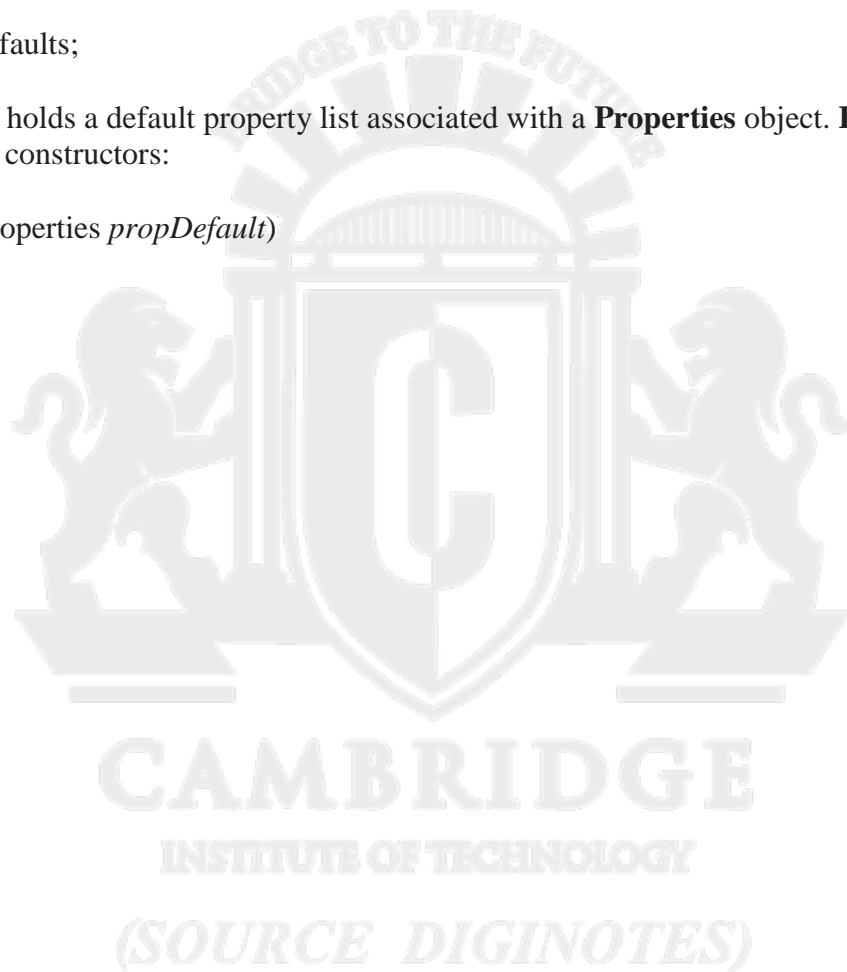 faults;
BRIDGE TO THE FUTURE
holds a default property list associated with a Properties object.
constructors:
operties propDefault)
C
CAMBRIDGE
INSTITUTE OF TECHNOLOGY
(SOURCE DIGINOTES)